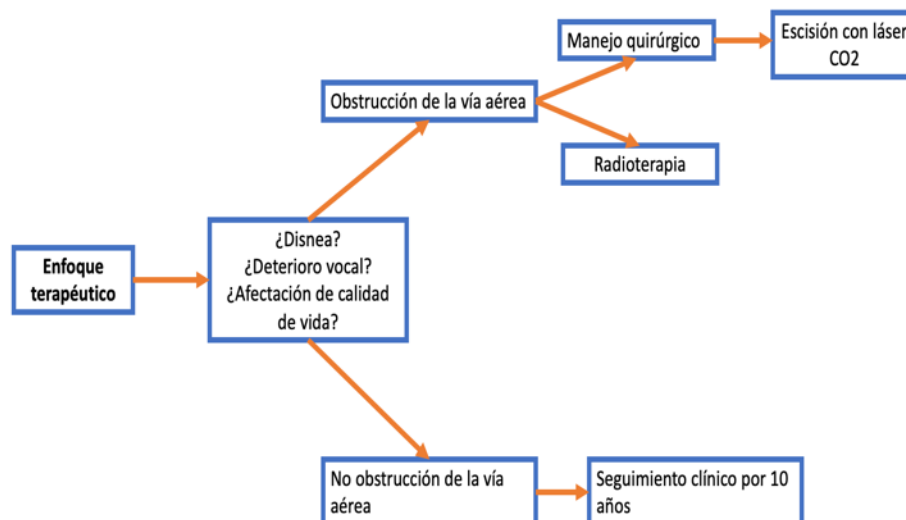 Enfoque
terapéutico
¿Disnea?
¿Deterioro vocal?
¿Afectación de calidad
de vida?
Obstrucción de la vía aérea
Manejo quirúrgico
Escisión con láser
CO2
Radioterapia
No obstrucción de la vía
aérea
Seguimiento clínico por 10
años